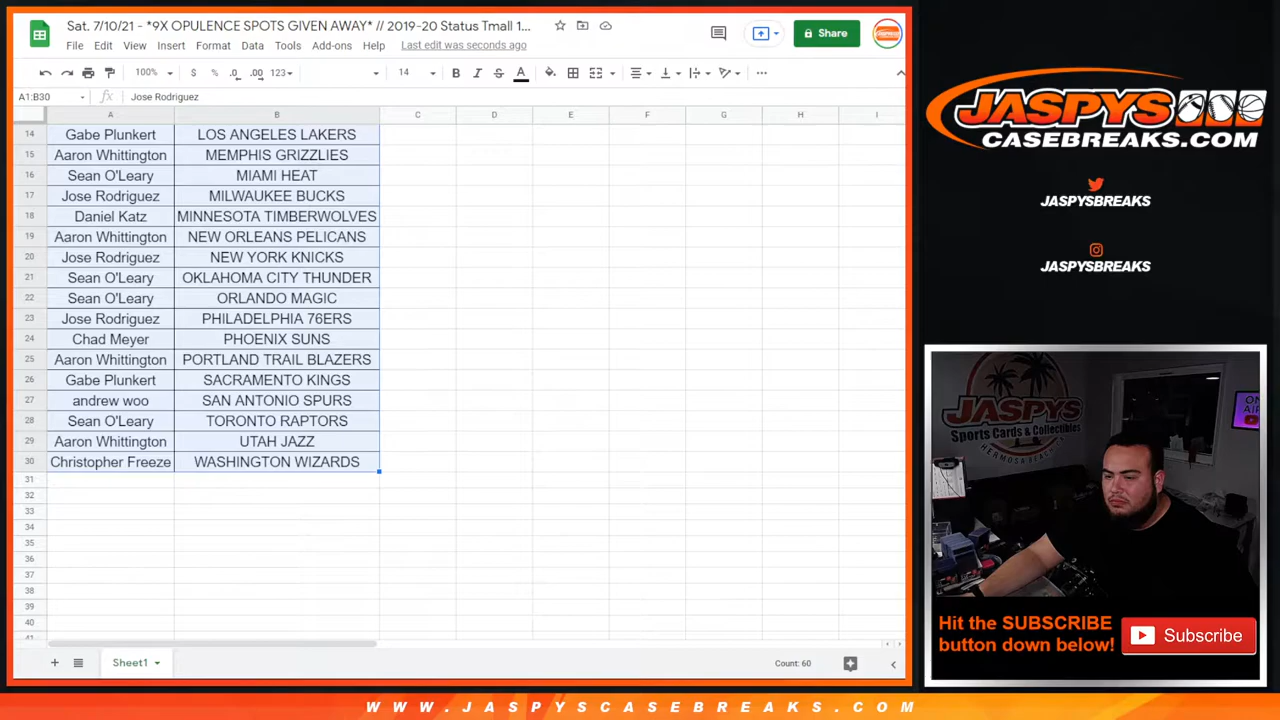 Sat. 7/10/21 - *9X OPULENCE SPOTS GIVEN AWAY* // 2019-20 Status Tmall 1...
File Edit View Insert Format Data Tools Add-ons Help Last edit was seconds ago
Share
100% $ % .0 .00 123 14 B I S A
A1:B30 fx Jose Rodriguez
A B C D E F G H I
14 Gabe Plunkert LOS ANGELES LAKERS
15 Aaron Whittington MEMPHIS GRIZZLIES
16 Sean O'Leary MIAMI HEAT
17 Jose Rodriguez MILWAUKEE BUCKS
18 Daniel Katz MINNESOTA TIMBERWOLVES
19 Aaron Whittington NEW ORLEANS PELICANS
20 Jose Rodriguez NEW YORK KNICKS
21 Sean O'Leary OKLAHOMA CITY THUNDER
22 Sean O'Leary ORLANDO MAGIC
23 Jose Rodriguez PHILADELPHIA 76ERS
24 Chad Meyer PHOENIX SUNS
25 Aaron Whittington PORTLAND TRAIL BLAZERS
26 Gabe Plunkert SACRAMENTO KINGS
27 andrew woo SAN ANTONIO SPURS
28 Sean O'Leary TORONTO RAPTORS
29 Aaron Whittington UTAH JAZZ
30 Christopher Freeze WASHINGTON WIZARDS
31
32
33
34
35
36
37
38
39
40
41
Sheet1
Count: 60
JASPYS
CASEBREAKS.COM
JASPYSBREAKS
JASPYSBREAKS
JASPYS
Sports Cards & Collectibles
HERMOSA BEACH
ON
AIR
Hit the SUBSCRIBE
button down below!
Subscribe
WWW.JASPYSCASEBREAKS.COM